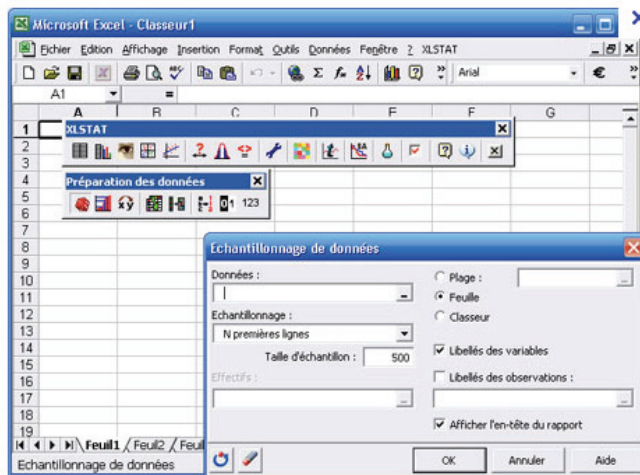 Microsoft Excel - Classeur1
Fichier Edition Affichage Insertion Format Outils Données Fenêtre ? XLSTAT
Arial €
A1 =
A B C D E F G
1
XLSTAT
2
3
4
Préparation des données
5
6
7
8
9
10
11
12
13
14
15
16
17
18
19
123
Echantillonnage de données
Données :
Echantillonnage :
N premières lignes
Taille d'échantillon : 500
Effectifs :
Plage :
Feuille
Classeur
Libellés des variables
Libellés des observations :
Afficher l'en-tête du rapport
OK Annuler Aide
Feuil1 Feuil2 Feuil
Echantillonnage de données